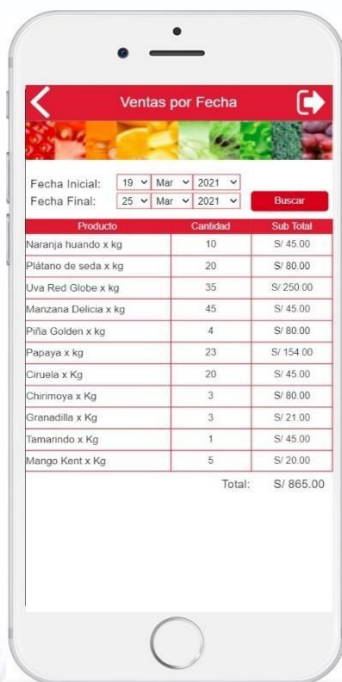 Ventas por Fecha
Fecha Inicial: 19 Mar 2021
Fecha Final: 25 Mar 2021 Buscar
Producto Cantidad Sub Total
Naranja huando x kg 10 S/ 45.00
Plátano de seda x kg 20 S/ 80.00
Uva Red Globe x kg 35 S/ 250 00
Manzana Delicia x kg 45 S/ 45.00
Piña Golden x kg 4 S/ 80.00
Papaya x kg 23 S/ 154 00
Ciruela x Kg 20 S/ 45.00
Chirimoya x Kg 3 S/ 80.00
Granadilla x Kg 3 S/ 21 00
Tamarindo x Kg 1 S/ 45.00
Mango Kent x Kg 5 S/ 20.00
Total: S/ 865.00